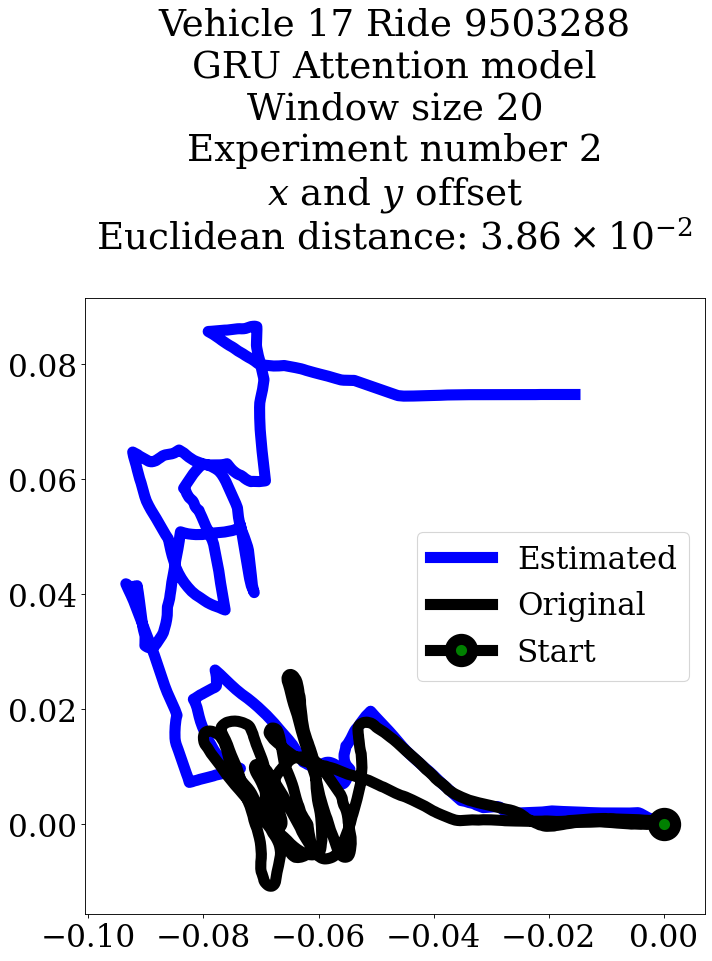 Vehicle 17 Ride 9503288
GRU Attention model
Window size 20
Experiment number 2
x and y offset
Euclidean distance: 3.86 × 10⁻²
0.08
0.06
0.04
0.02
0.00
Estimated
Original
Start
−0.10 −0.08 −0.06 −0.04 −0.02 0.00